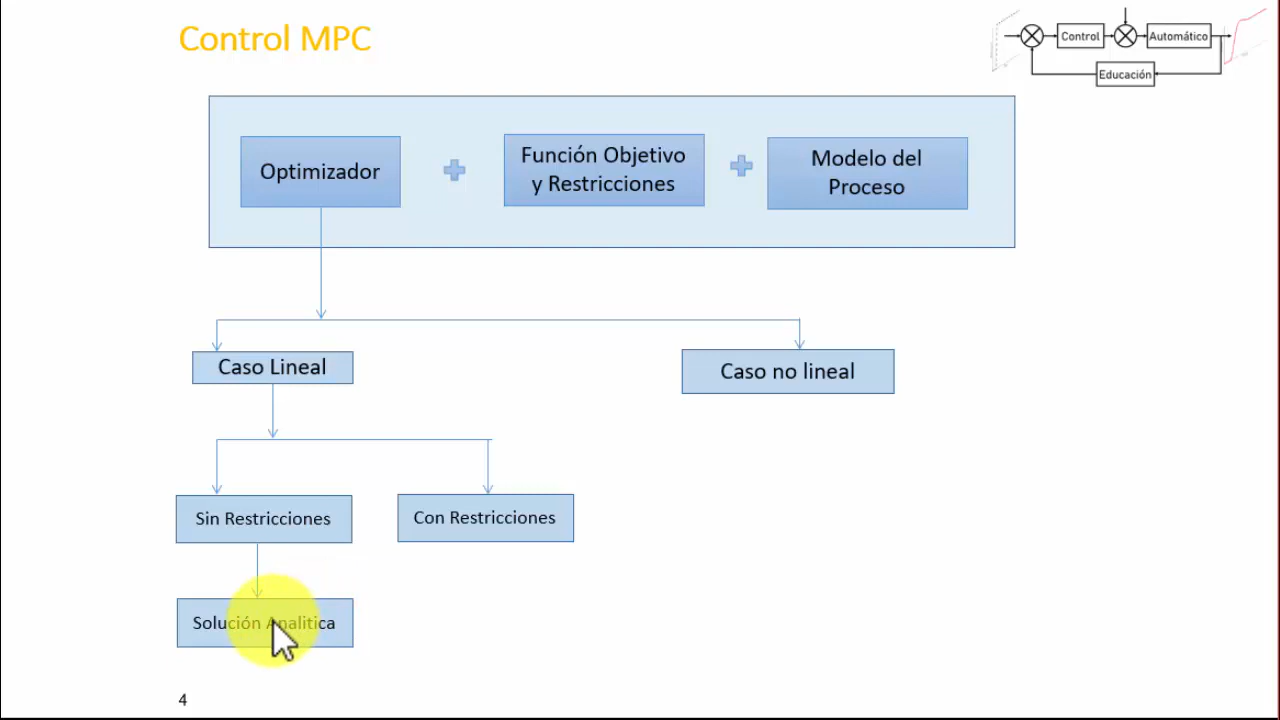 Control MPC
Control
Automático
Educación
Optimizador
Función Objetivo
y Restricciones
Modelo del
Proceso
Caso Lineal
Caso no lineal
Sin Restricciones
Con Restricciones
Solución Analitica
4